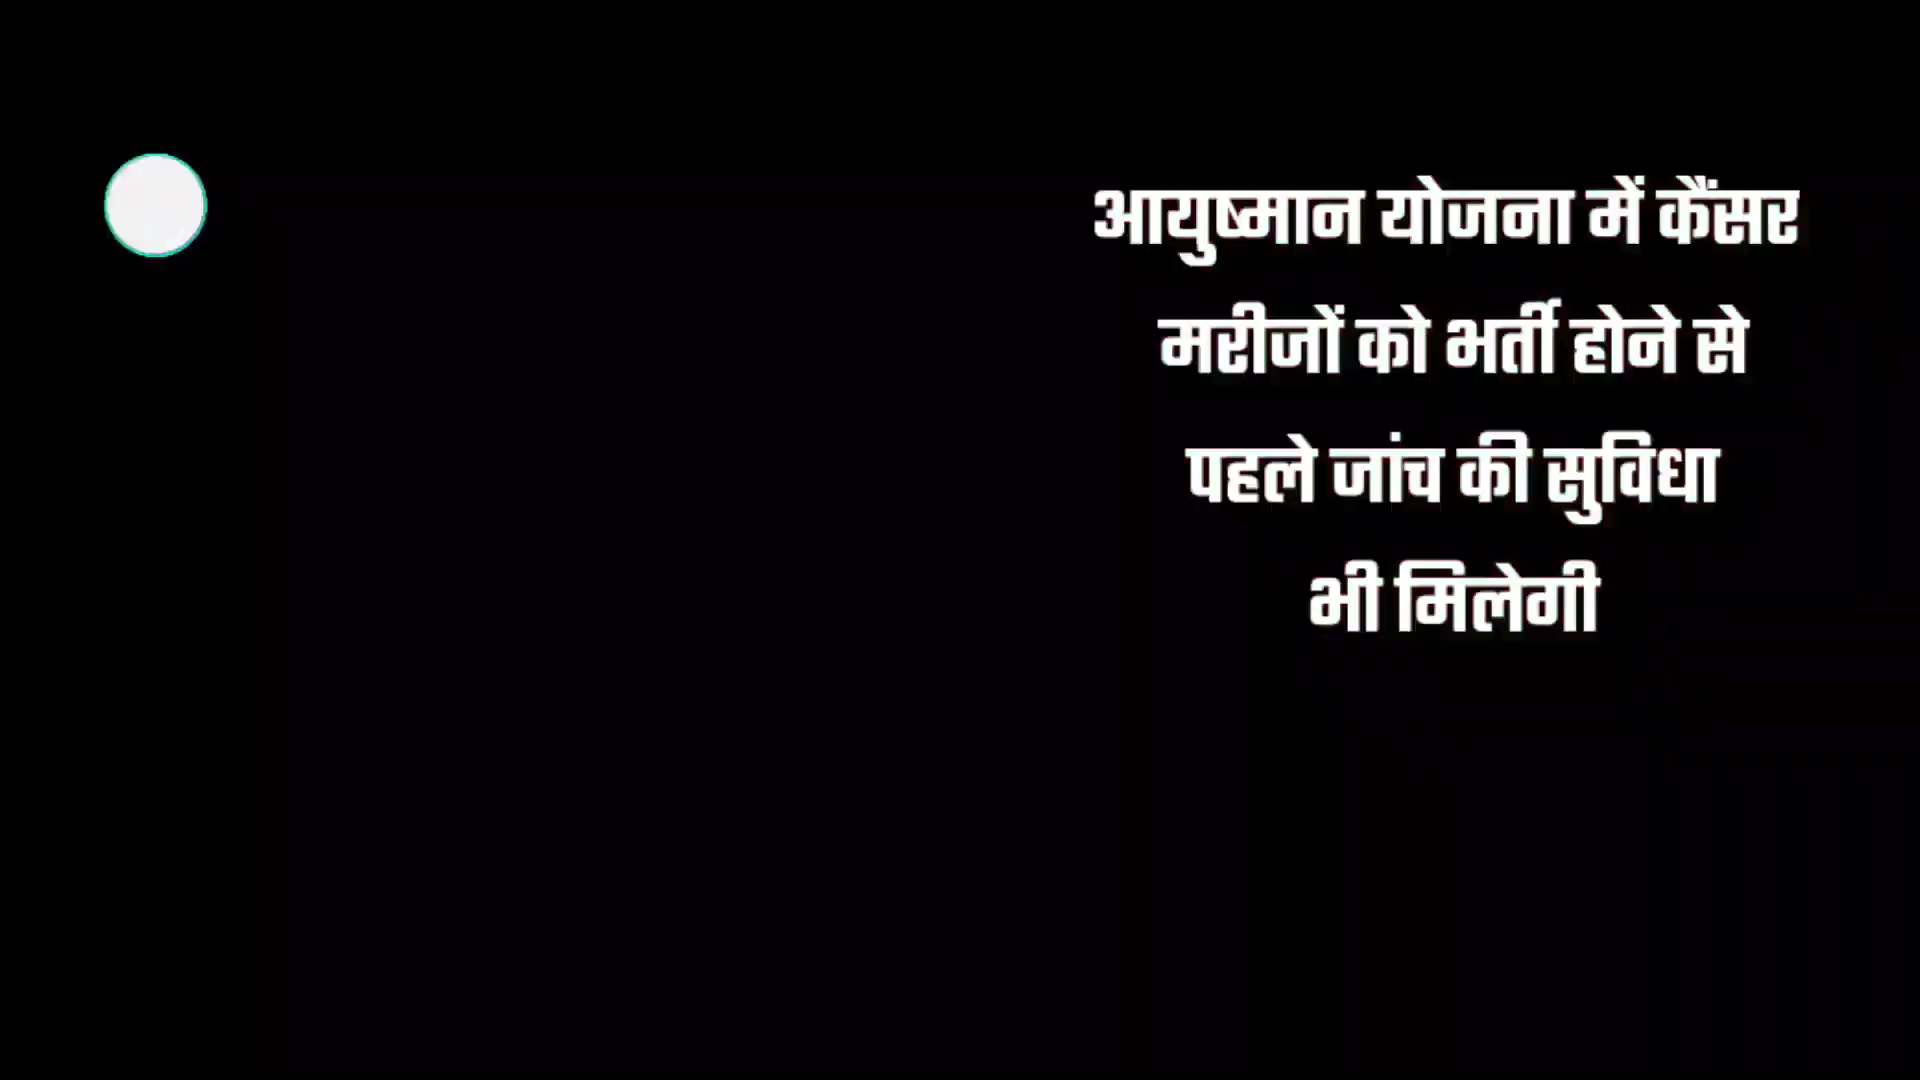 आयुष्मान योजना में कैंसर
मरीजों को भर्ती होने से
पहले जांच की सुविधा
भी मिलेगी